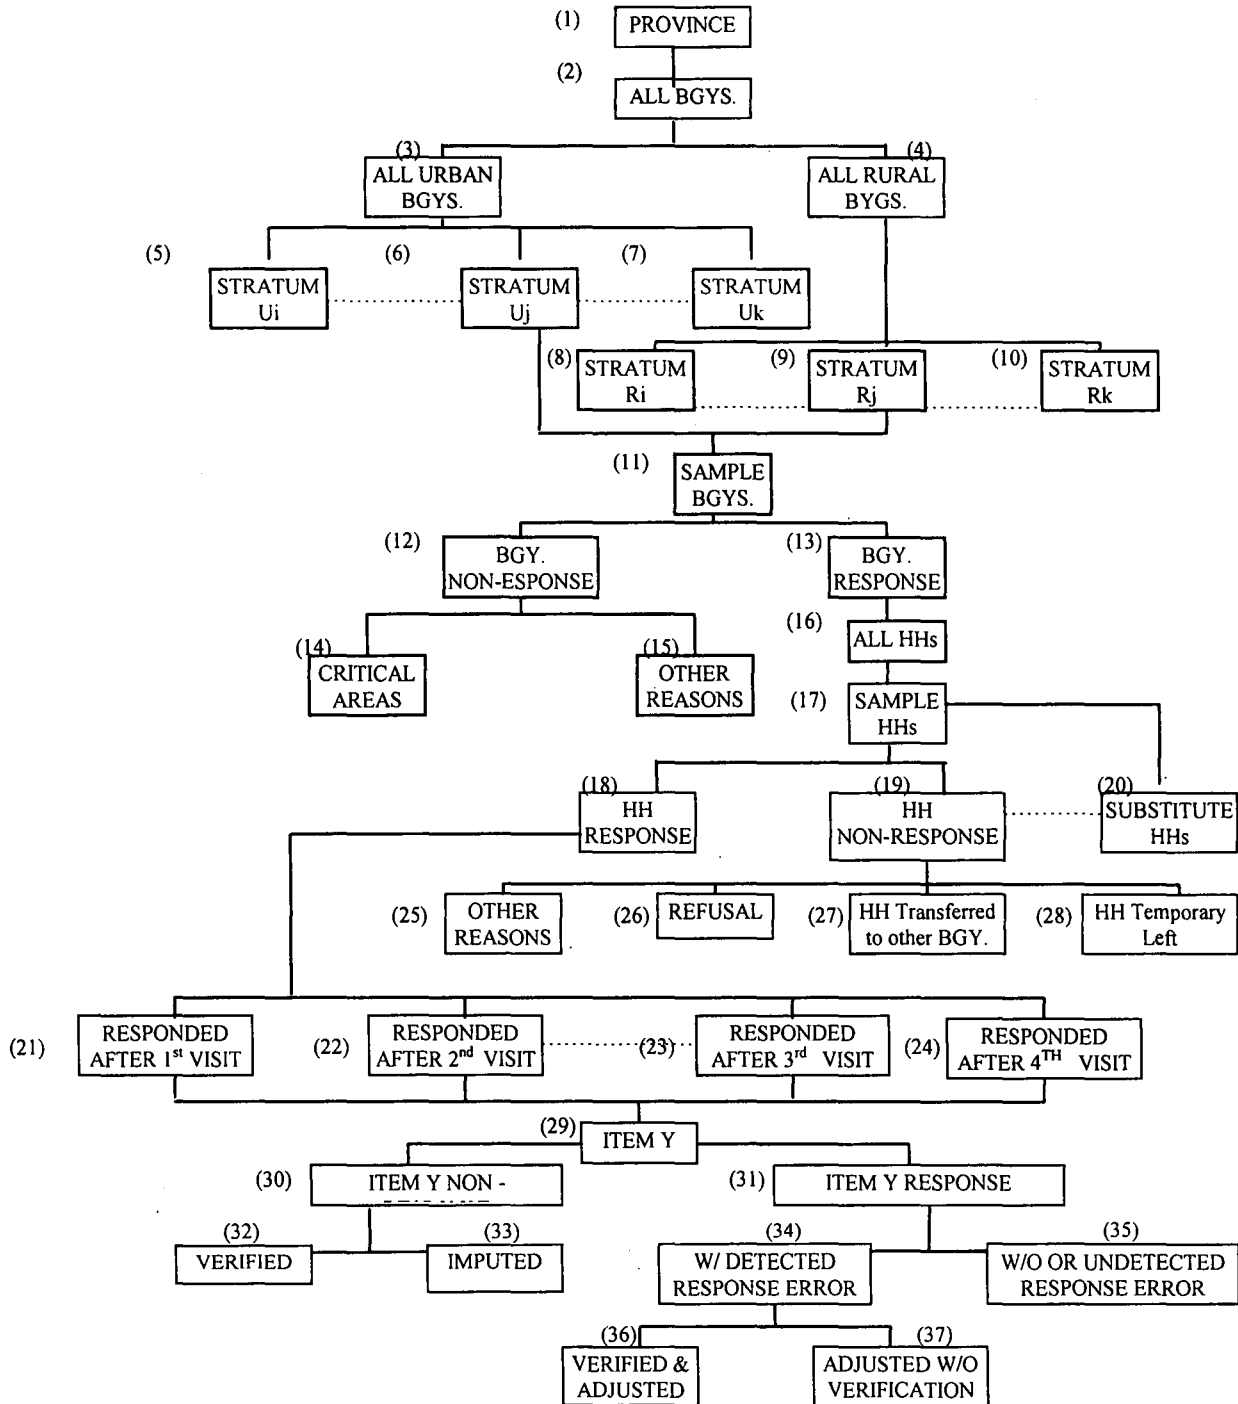 (1) PROVINCE
(2) ALL BGYS.
(3) (4)
ALL URBAN
BGYS.
ALL RURAL
BYGS.
(5) (6) (7)
STRATUM
Ui
STRATUM
Uj
STRATUM
Uk
(8) (9) (10)
STRATUM
Ri
STRATUM
Rj
STRATUM
Rk
(11) SAMPLE
BGYS.
(12) BGY.
NON-ESPONSE
(13) BGY.
RESPONSE
(14) CRITICAL
AREAS
(15) OTHER
REASONS
(16) ALL HHs
(17) SAMPLE
HHs
(18) HH
RESPONSE
(19) HH
NON-RESPONSE
(20) SUBSTITUTE
HHs
(25) OTHER
REASONS
(26) REFUSAL
(27) HH Transferred
to other BGY.
(28) HH Temporary
Left
(21) RESPONDED
AFTER 1st VISIT
(22) RESPONDED
AFTER 2nd VISIT
(23) RESPONDED
AFTER 3rd VISIT
(24) RESPONDED
AFTER 4TH VISIT
(29) ITEM Y
(30) ITEM Y NON -
(31) ITEM Y RESPONSE
(32) VERIFIED
(33) IMPUTED
(34) W/ DETECTED
RESPONSE ERROR
(35) W/O OR UNDETECTED
RESPONSE ERROR
(36) VERIFIED &
ADJUSTED
(37) ADJUSTED W/O
VERIFICATION